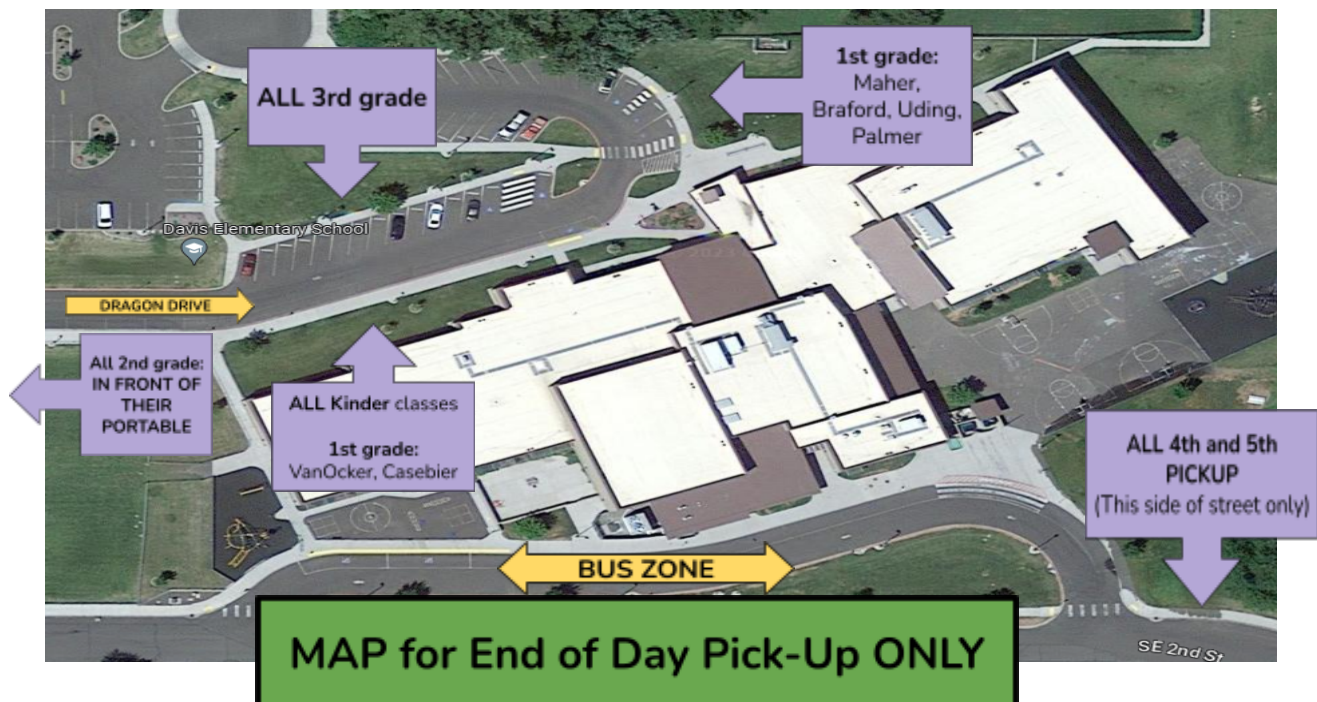 ALL 3rd grade
1st grade:
Maher,
Braford, Uding,
Palmer
Davis Elementary School
2023
DRAGON DRIVE
All 2nd grade:
IN FRONT OF
THEIR
PORTABLE
ALL Kinder classes
1st grade:
VanOcker, Casebier
ALL 4th and 5th
PICKUP
(This side of street only)
BUS ZONE
MAP for End of Day Pick-Up ONLY
SE 2nd St